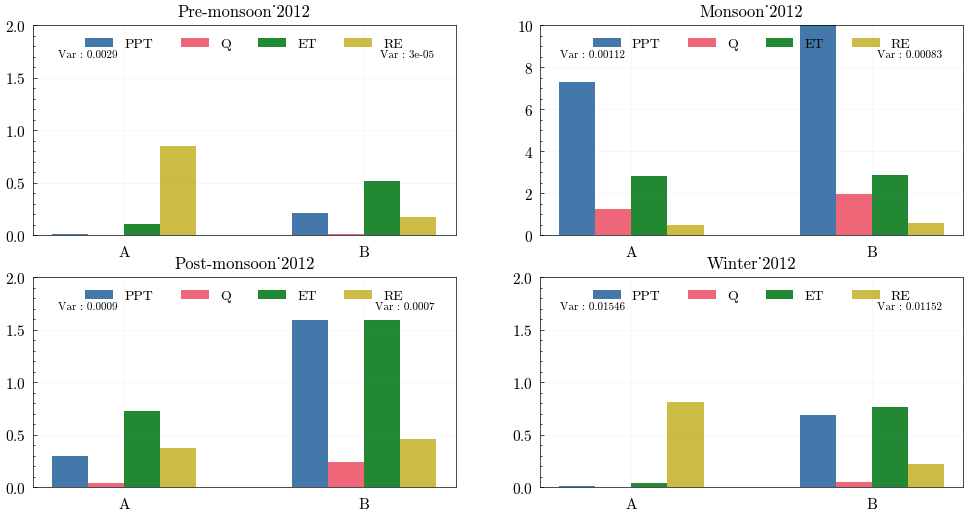 Pre-monsoon˙2012
2.0
1.5
1.0
0.5
0.0
PPT Q ET RE
Var : 0.0029 Var : 3e-05
A B
Monsoon˙2012
10
8
6
4
2
0
PPT Q ET RE
Var : 0.00112 Var : 0.00083
A B
Post-monsoon˙2012
2.0
1.5
1.0
0.5
0.0
PPT Q ET RE
Var : 0.0009 Var : 0.0007
A B
Winter˙2012
2.0
1.5
1.0
0.5
0.0
PPT Q ET RE
Var : 0.01546 Var : 0.01152
A B